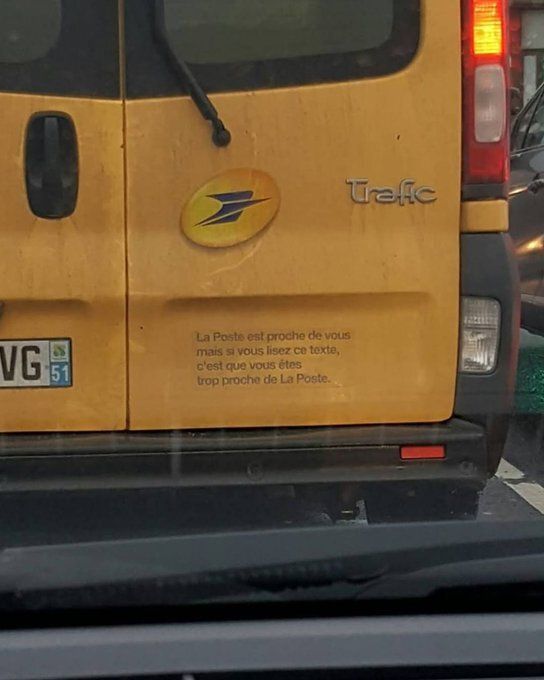 Trafic
La Poste est proche de vous
mais si vous lisez ce texte,
c'est que vous êtes
trop proche de La Poste.
VG
51